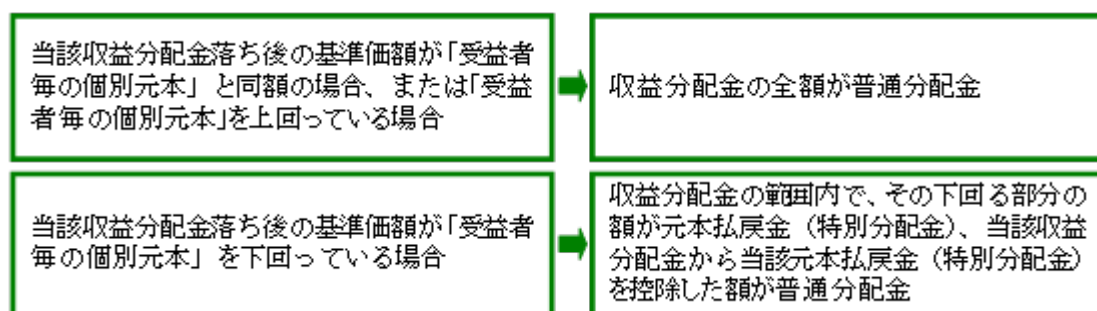 当該収益分配金落ち後の基準価額が「受益者
毎の個別元本」と同額の場合、または「受益
者毎の個別元本」を上回っている場合
収益分配金の全額が普通分配金
当該収益分配金落ち後の基準価額が「受益者
毎の個別元本」を下回っている場合
収益分配金の範囲内で、その下回る部分の
額が元本払戻金（特別分配金）、当該収益
分配金から当該元本払戻金（特別分配金）
を控除した額が普通分配金